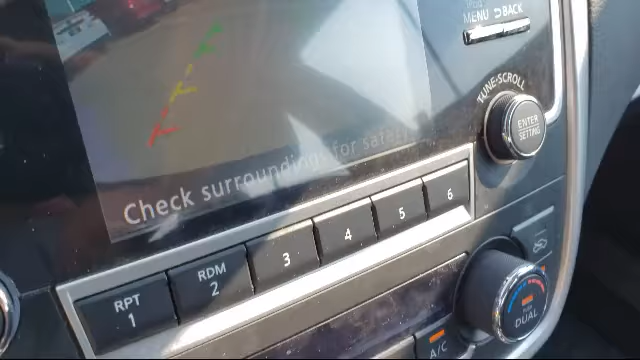 MENU BACK
TUNE·SCROLL
ENTER
SETTING
Check surroundings for safety
RPT
1
RDM
2
3
4
5
6
DUAL
A/C